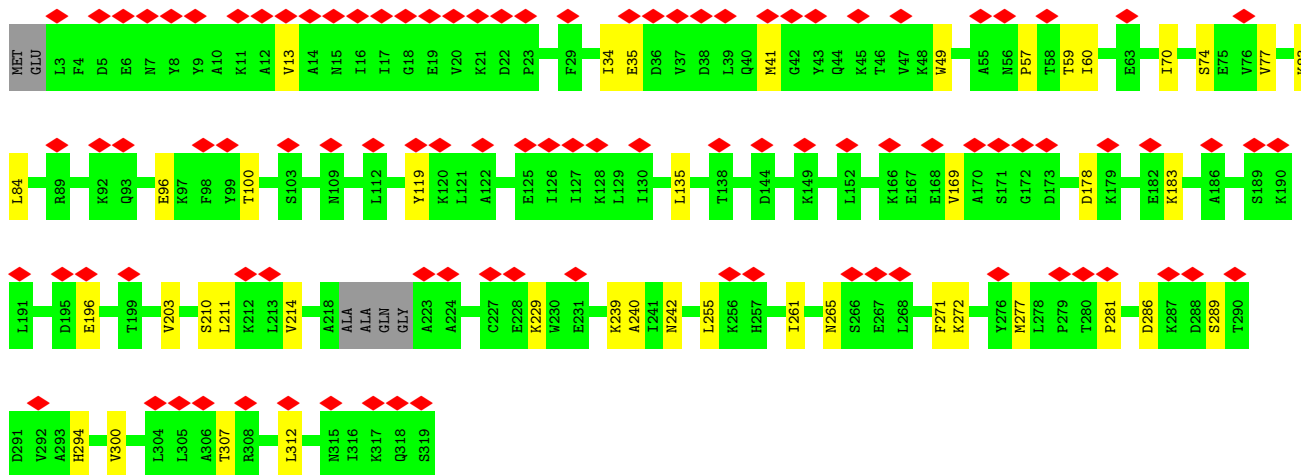 MET GLU L3 F4 D5 E6 N7 Y8 Y9 A10 K11 A12 V13 A14 N15 I16 I17 G18 E19 V20 K21 D22 P23 F29 I34 E35 D36 V37 D38 L39 Q40 M41 G42 Y43 Q44 K45 T46 V47 K48 W49 A55 N56 P57 T58 T59 I60 E63 I70 S74 E75 V76 V77
L84 R89 K92 Q93 E96 K97 F98 Y99 T100 S103 N109 L112 Y119 K120 L121 A122 E125 I126 I127 K128 L129 I130 L135 T138 D144 K149 L152 K166 E167 E168 V169 A170 S171 G172 D173 D178 K179 E182 K183 A186 S189 K190
L191 D195 E196 T199 V203 S210 L211 K212 L213 V214 A218 ALA ALA GLN GLY A223 A224 C227 E228 K229 W230 E231 K239 A240 I241 N242 L255 K256 H257 I261 N265 S266 E267 L268 F271 K272 Y276 M277 L278 P279 T280 P281 D286 K287 D288 S289 T290
D291 V292 A293 H294 V300 L304 L305 A306 T307 R308 L312 N315 I316 K317 Q318 S319